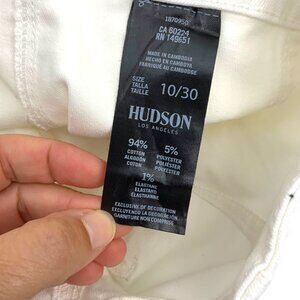 1870950
CA 60224
RN 149651
MADE IN CAMBODIA
HECHO EN CAMBOYA
FABRIQUÉ AU CAMBODGE
SIZE
TALLA
TAILLE
10/30
HUDSON
LOS ANGELES
94%
COTTON
ALGODÓN
COTON
5%
POLYESTER
POLIÉSTER
POLYESTER
1%
ELASTANE
ELASTANO
ÉLASTHANNE
EXCLUSIVE OF DECORATION
EXCLUYENDO LA DECORACIÓN
GARNITURE NON COMPRIS